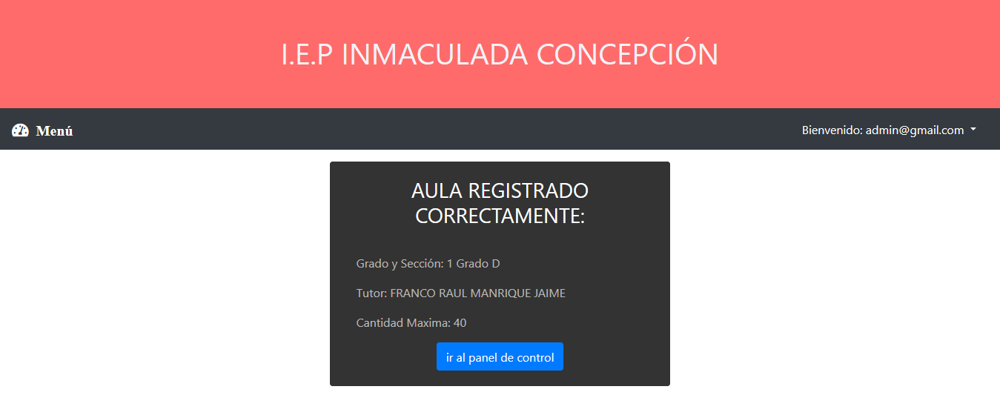 I.E.P INMACULADA CONCEPCIÓN
Menú
Bienvenido: admin@gmail.com
AULA REGISTRADO
CORRECTAMENTE:
Grado y Sección: 1 Grado D
Tutor: FRANCO RAUL MANRIQUE JAIME
Cantidad Maxima: 40
ir al panel de control